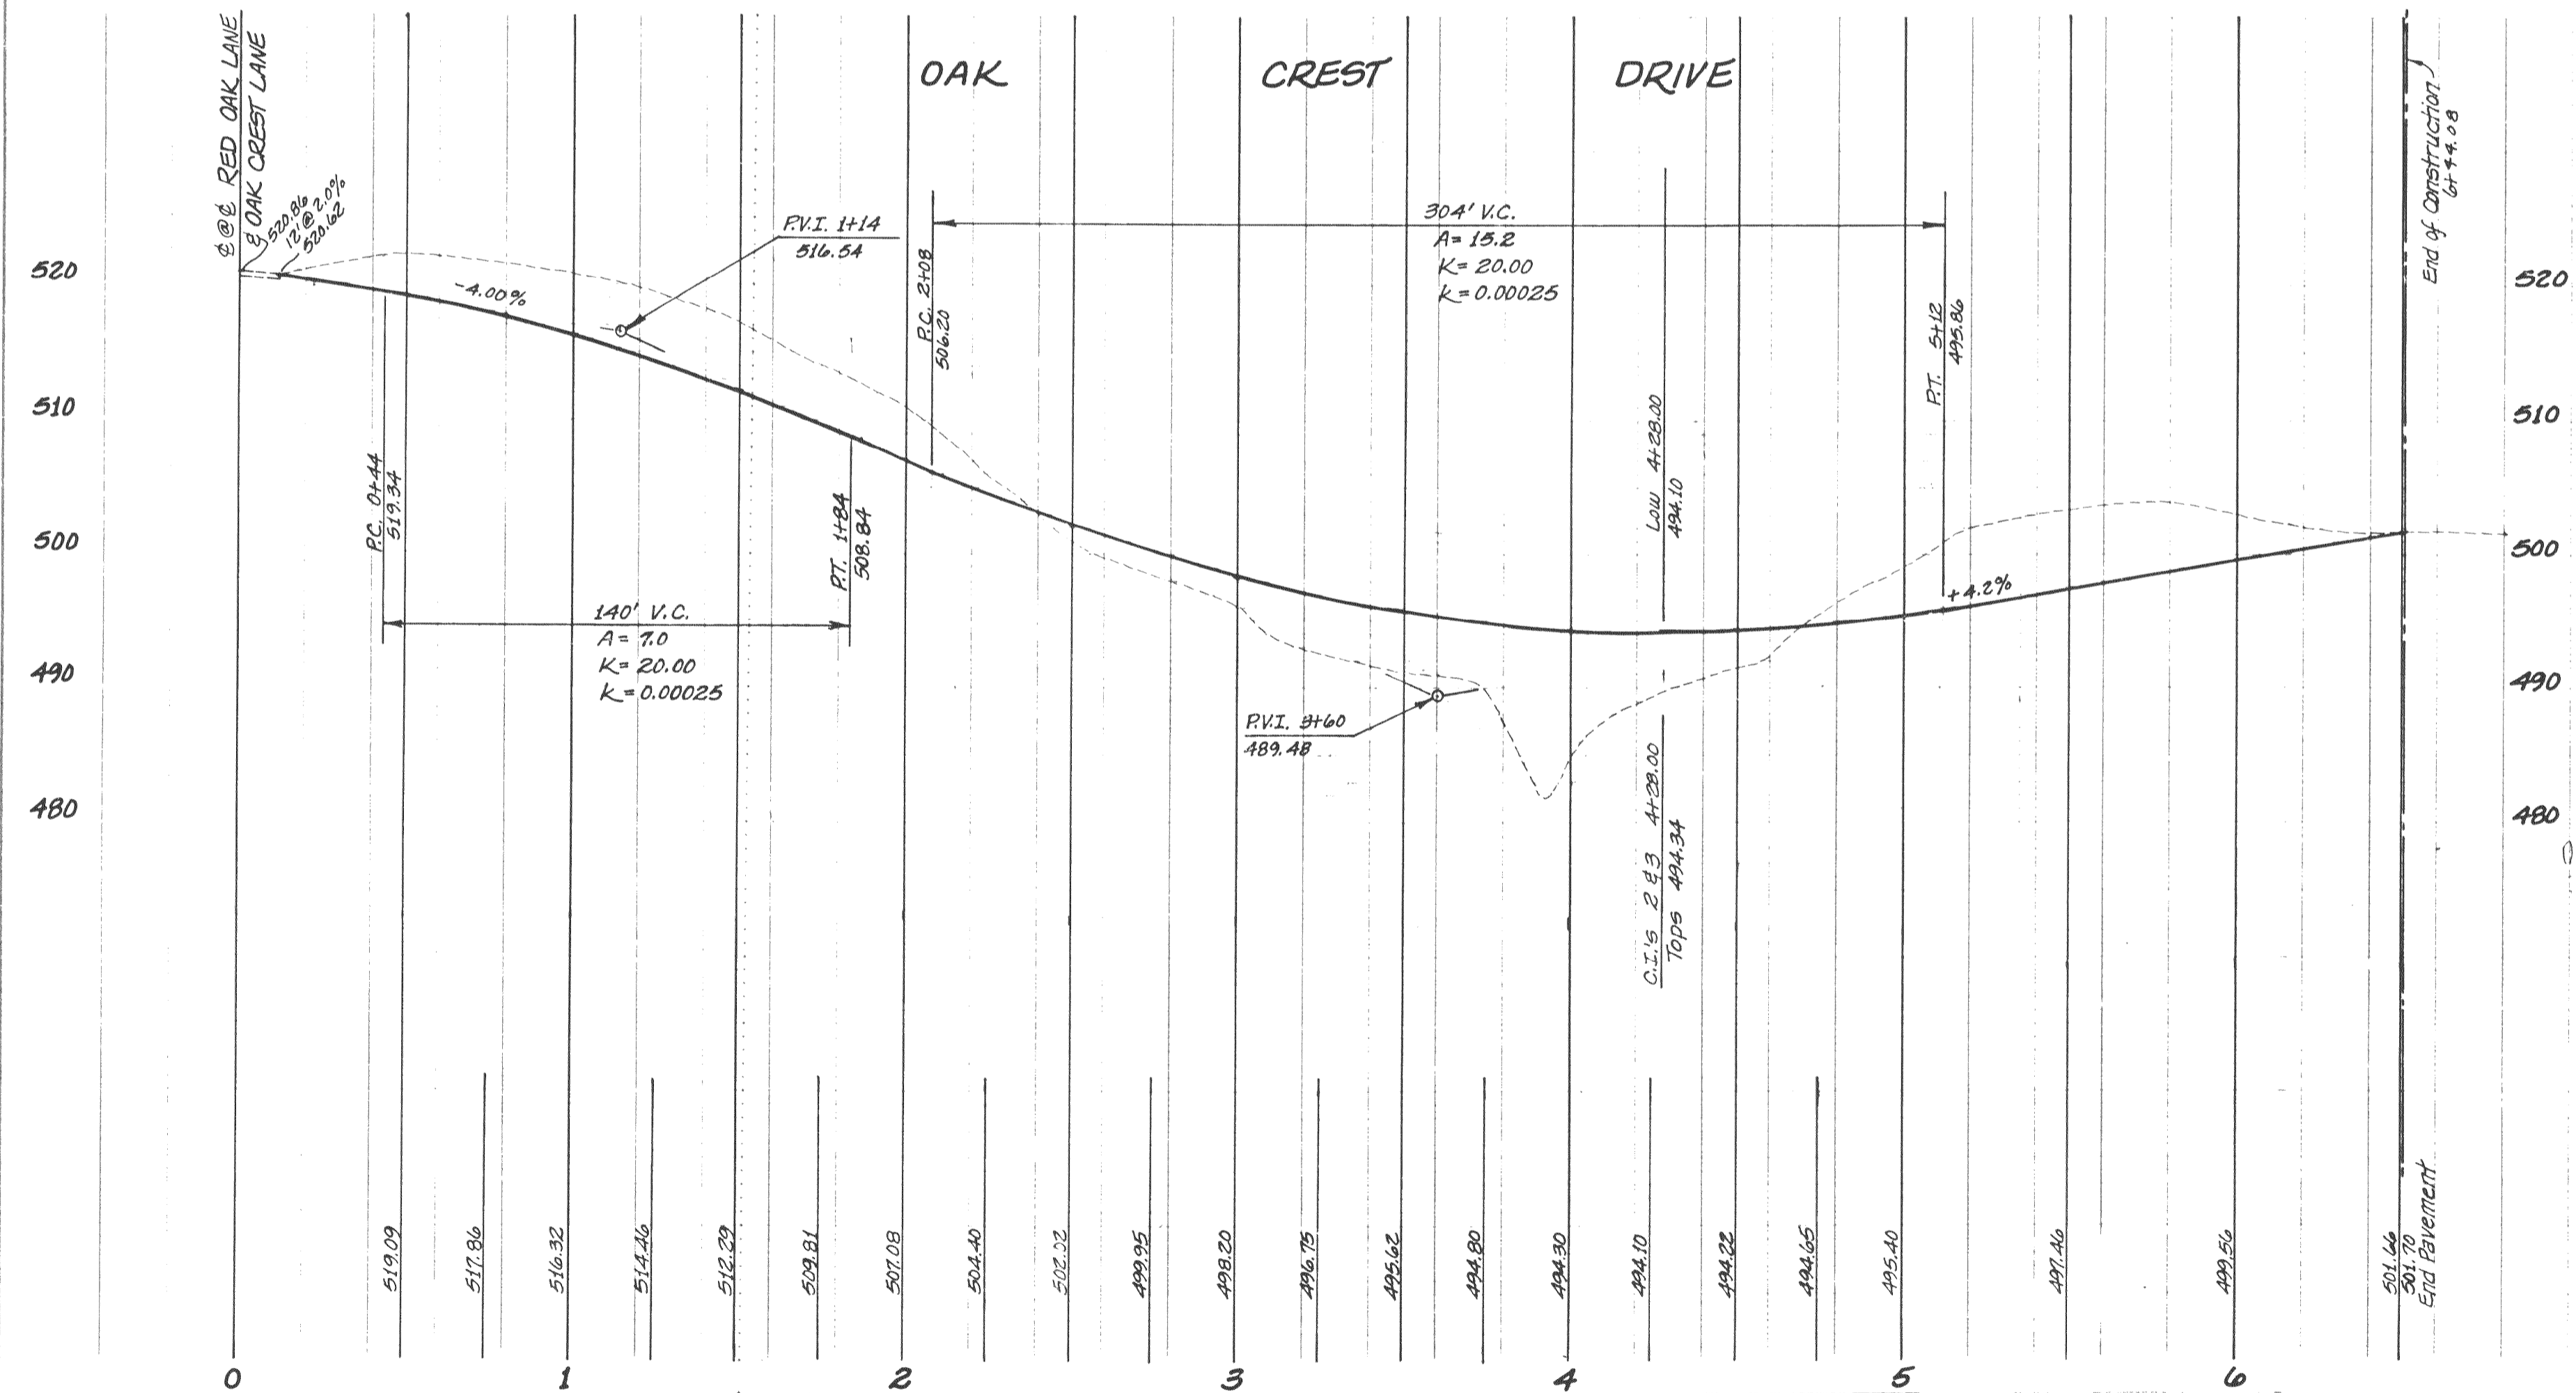 OAK CREST DRIVE
℄ @ ℄ RED OAK LANE
& OAK CREST LANE
520.86
12' @ 2.0%
520.62
-4.00%
P.V.I. 1+14
516.54
P.C. 2+08
506.20
304' V.C.
A= 15.2
K= 20.00
k=0.00025
Low 4+28.00
494.10
P.T. 5+12
495.86
+4.2%
End of Construction
520
510
500
490
480
520
510
500
490
480
P.C. 0+44
519.34
P.T. 1+84
508.84
140' V.C.
A= 7.0
K= 20.00
k=0.00025
P.V.I. 3+60
489.48
C.I.'s 2 & 3 4+28.00
Tops 494.34
519.09
517.86
516.32
514.46
512.29
509.81
507.08
504.40
502.02
499.95
498.20
496.75
495.62
494.80
494.30
494.10
494.22
494.65
495.40
497.46
499.56
501.66
501.70
End Pavement
0 1 2 3 4 5 6